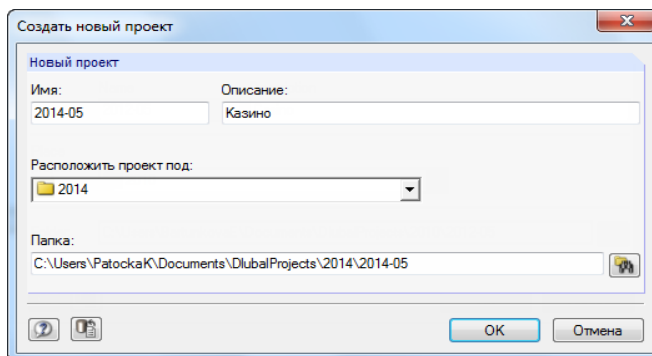 Создать новый проект
Новый проект
Имя: Описание:
2014-05 Казино
Расположить проект под:
2014
Папка:
C:\Users\PatockaK\Documents\DlubalProjects\2014\2014-05
OK Отмена